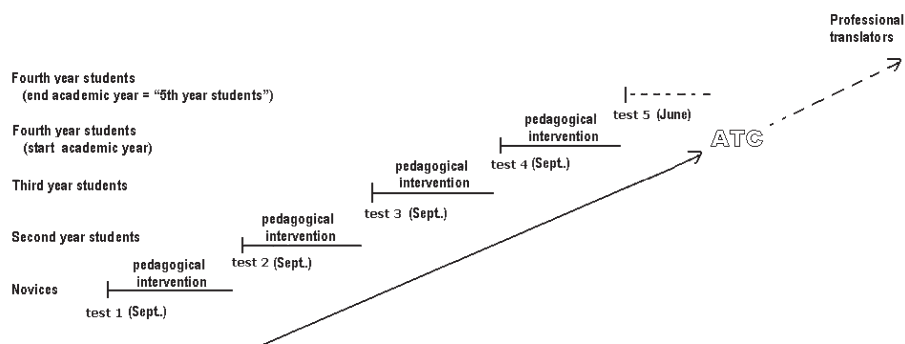 Professional
translators
Fourth year students
(end academic year = “5th year students”)
test 5 (June)
Fourth year students
(start academic year)
pedagogical
intervention
ATC
test 4 (Sept..)
Third year students
pedagogical
intervention
test 3 (Sept..)
Second year students
pedagogical
intervention
test 2 (Sept..)
Novices
pedagogical
intervention
test 1 (Sept..)